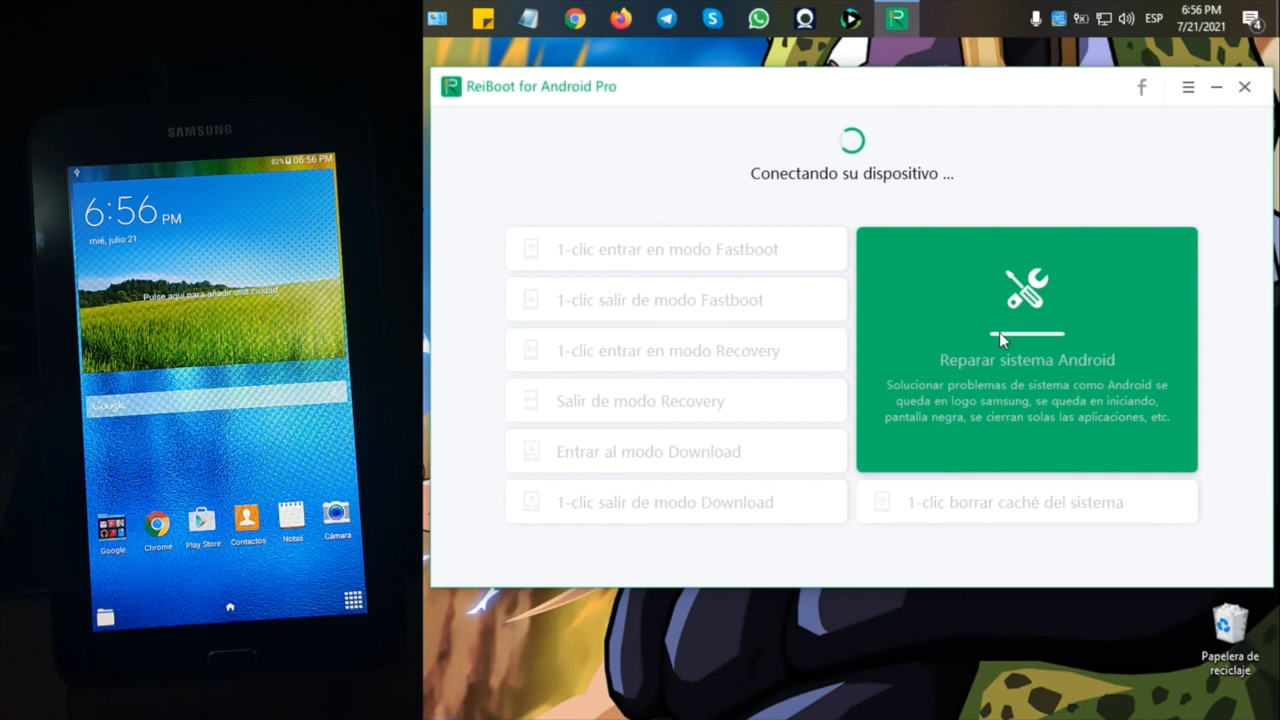 SAMSUNG
82% 06:56 PM
6:56 PM
mié, julio 21
Pulse aquí para añadir una ciudad
Google
Google
Chrome
Play Store
Contactos
Notas
Cámara
ESP
6:56 PM
7/21/2021
4
ReiBoot for Android Pro
Conectando su dispositivo ...
1-clic entrar en modo Fastboot
1-clic salir de modo Fastboot
1-clic entrar en modo Recovery
Salir de modo Recovery
Entrar al modo Download
1-clic salir de modo Download
Reparar sistema Android
Solucionar problemas de sistema como Android se
queda en logo samsung, se queda en iniciando,
pantalla negra, se cierran solas las aplicaciones, etc.
1-clic borrar caché del sistema
Papelera de
reciclaje